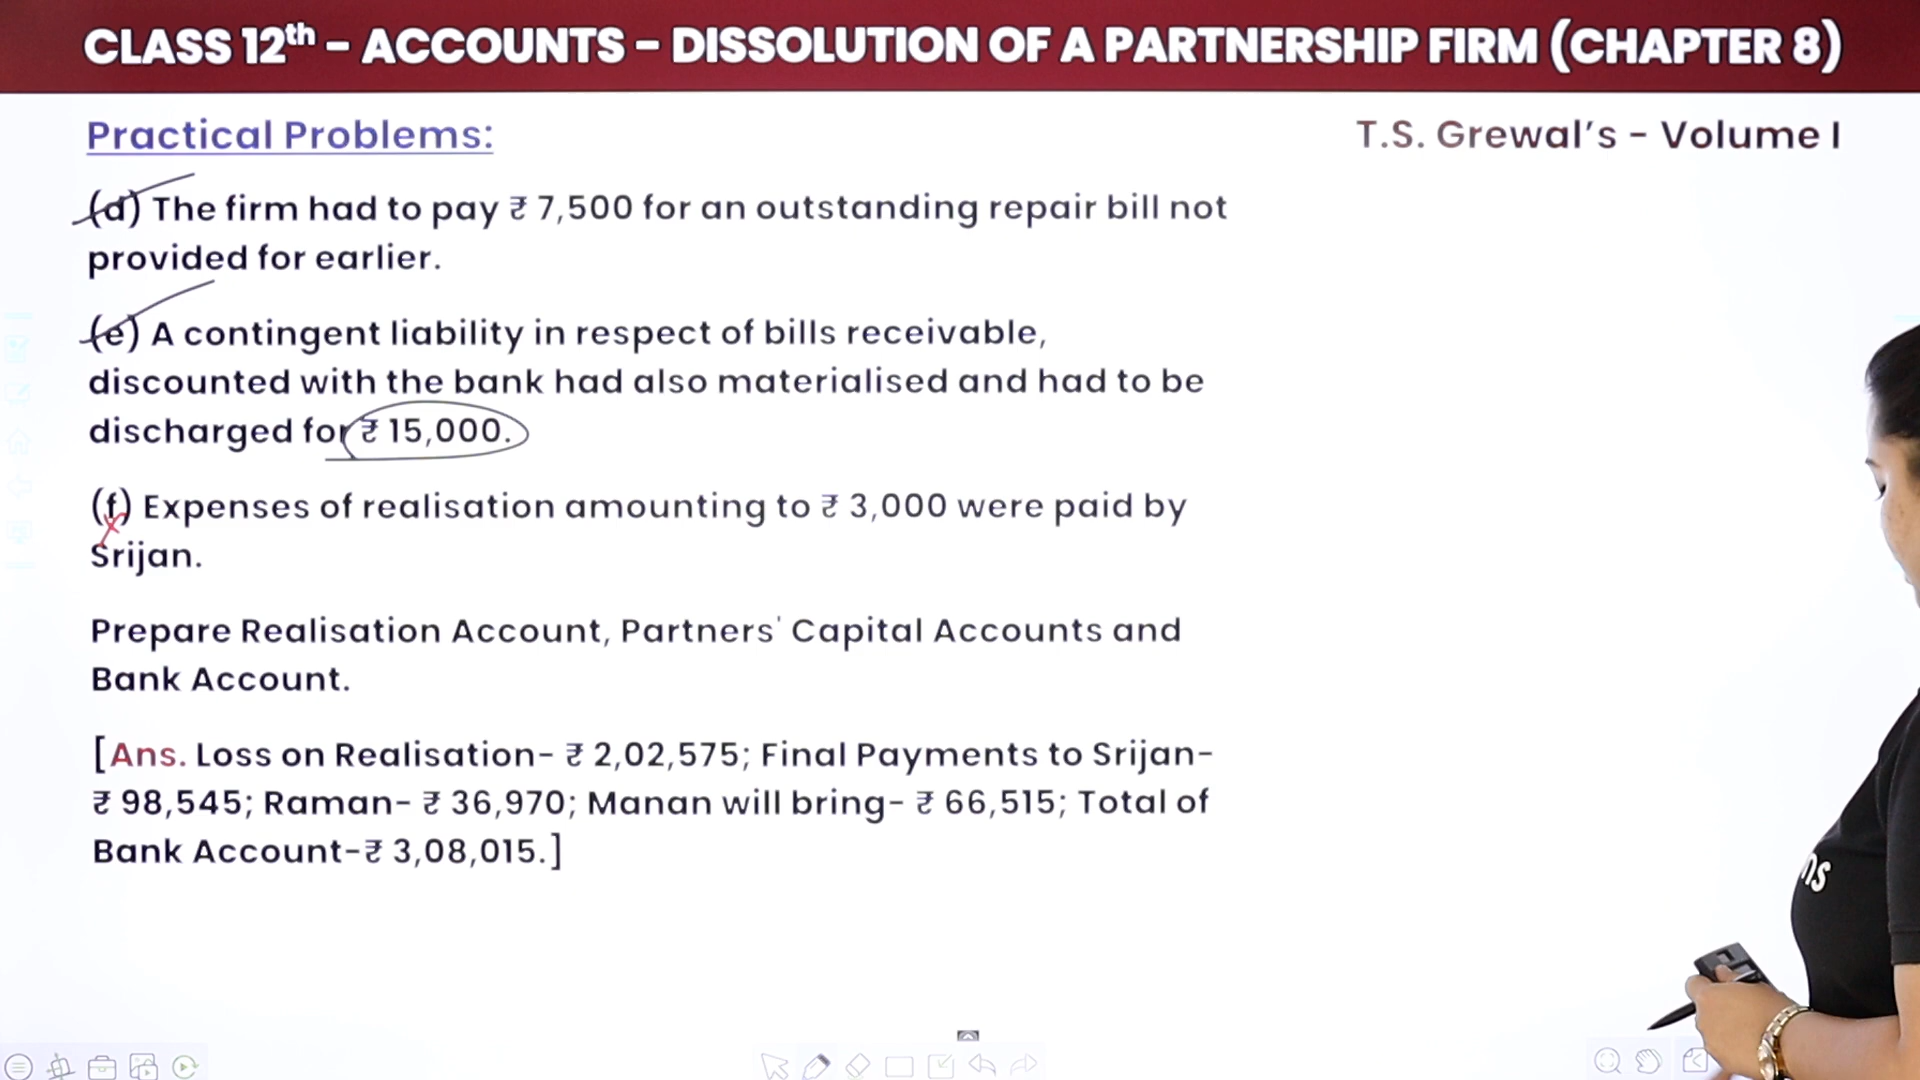 CLASS 12th – ACCOUNTS – DISSOLUTION OF A PARTNERSHIP FIRM (CHAPTER 8)
Practical Problems:
T.S. Grewal's – Volume I
(d) The firm had to pay ₹ 7,500 for an outstanding repair bill not
provided for earlier.
(e) A contingent liability in respect of bills receivable,
discounted with the bank had also materialised and had to be
discharged for ₹ 15,000.
(f) Expenses of realisation amounting to ₹ 3,000 were paid by
Srijan.
Prepare Realisation Account, Partners' Capital Accounts and
Bank Account.
[Ans. Loss on Realisation- ₹ 2,02,575; Final Payments to Srijan-
₹ 98,545; Raman- ₹ 36,970; Manan will bring- ₹ 66,515; Total of
Bank Account-₹ 3,08,015.]